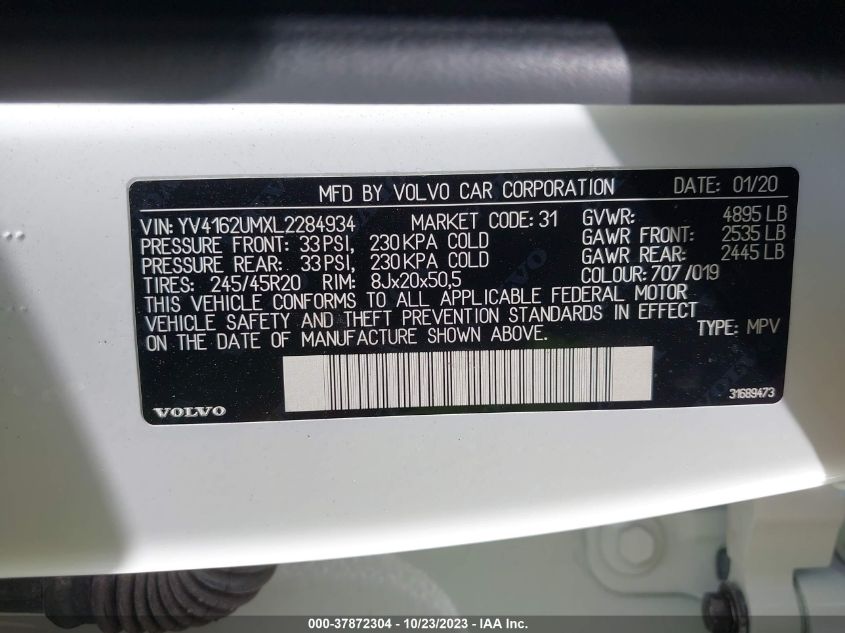 MFD BY VOLVO CAR CORPORATION DATE: 01/20
VIN: YV4162UMXL2284934 MARKET CODE: 31 GVWR: 4895 LB
PRESSURE FRONT: 33 PSI, 230 KPA COLD GAWR FRONT: 2535 LB
PRESSURE REAR: 33 PSI, 230 KPA COLD GAWR REAR: 2445 LB
TIRES: 245/45R20 RIM: 8Jx20x50,5 COLOUR: 707 /019
THIS VEHICLE CONFORMS TO ALL APPLICABLE FEDERAL MOTOR
VEHICLE SAFETY AND THEFT PREVENTION STANDARDS IN EFFECT
ON THE DATE OF MANUFACTURE SHOWN ABOVE. TYPE: MPV
VOLVO 31689473
000-37872304 - 10/23/2023 - IAA Inc.